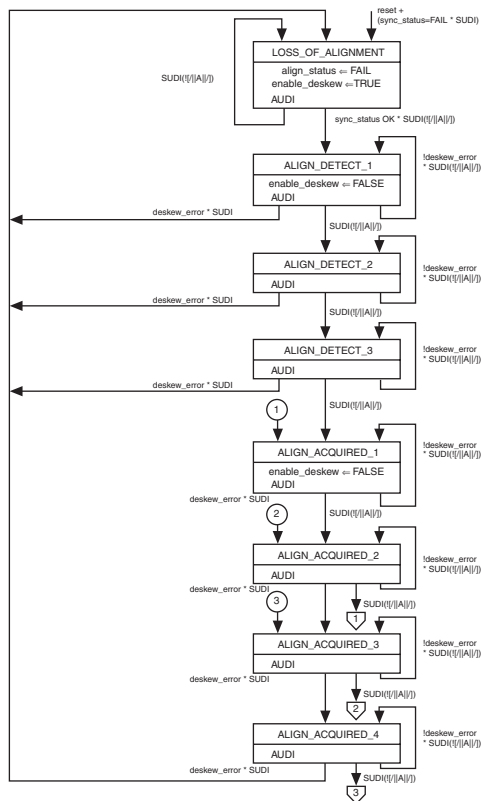 reset +
(sync_status=FAIL * SUDI)
LOSS_OF_ALIGNMENT
SUDI(![/||A||/])
align_status ⇐ FAIL
enable_deskew ⇐TRUE
AUDI
sync_status OK * SUDI(![/||A||/])
ALIGN_DETECT_1
!deskew_error
* SUDI(![/||A||/])
enable_deskew ⇐ FALSE
AUDI
deskew_error * SUDI
SUDI(![/||A||/])
ALIGN_DETECT_2
!deskew_error
* SUDI(![/||A||/])
AUDI
deskew_error * SUDI
SUDI(![/||A||/])
ALIGN_DETECT_3
!deskew_error
* SUDI(![/||A||/])
AUDI
deskew_error * SUDI
SUDI(![/||A||/])
1
ALIGN_ACQUIRED_1
!deskew_error
* SUDI(![/||A||/])
enable_deskew ⇐ FALSE
AUDI
deskew_error * SUDI
SUDI(![/||A||/])
2
ALIGN_ACQUIRED_2
!deskew_error
* SUDI(![/||A||/])
AUDI
deskew_error * SUDI
SUDI(![/||A||/])
1
3
ALIGN_ACQUIRED_3
!deskew_error
* SUDI(![/||A||/])
AUDI
deskew_error * SUDI
SUDI(![/||A||/])
2
ALIGN_ACQUIRED_4
!deskew_error
* SUDI(![/||A||/])
AUDI
deskew_error * SUDI
SUDI(![/||A||/])
3